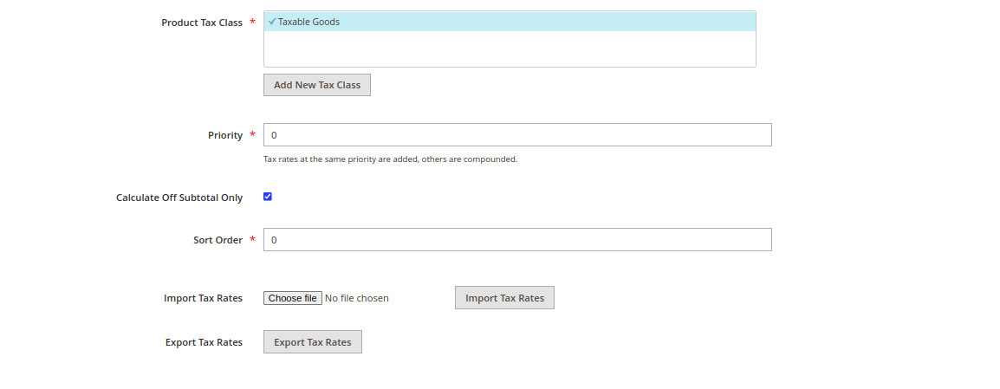 Product Tax Class *
Taxable Goods
Add New Tax Class
Priority *
0
Tax rates at the same priority are added, others are compounded.
Calculate Off Subtotal Only
Sort Order *
0
Import Tax Rates
Choose file No file chosen
Import Tax Rates
Export Tax Rates
Export Tax Rates